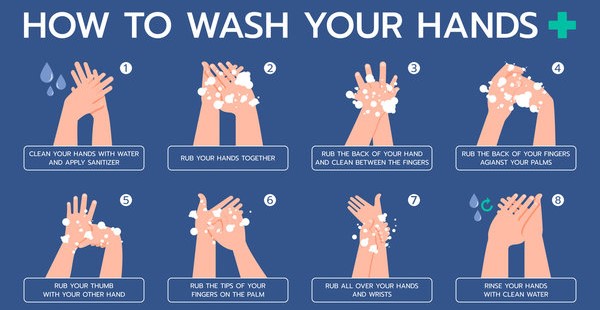 HOW TO WASH YOUR HANDS
1
CLEAN YOUR HANDS WITH WATER
AND APPLY SANITIZER
2
RUB YOUR HANDS TOGETHER
3
RUB THE BACK OF YOUR HAND
AND CLEAN BETWEEN THE FINGERS
4
RUB THE BACK OF YOUR FINGERS
AGIANST YOUR PALMS
5
RUB YOUR THUMB
WITH YOUR OTHER HAND
6
RUB THE TIPS OF YOUR
FINGERS ON THE PALM
7
RUB ALL OVER YOUR HANDS
AND WRISTS
8
RINSE YOUR HANDS
WITH CLEAN WATER